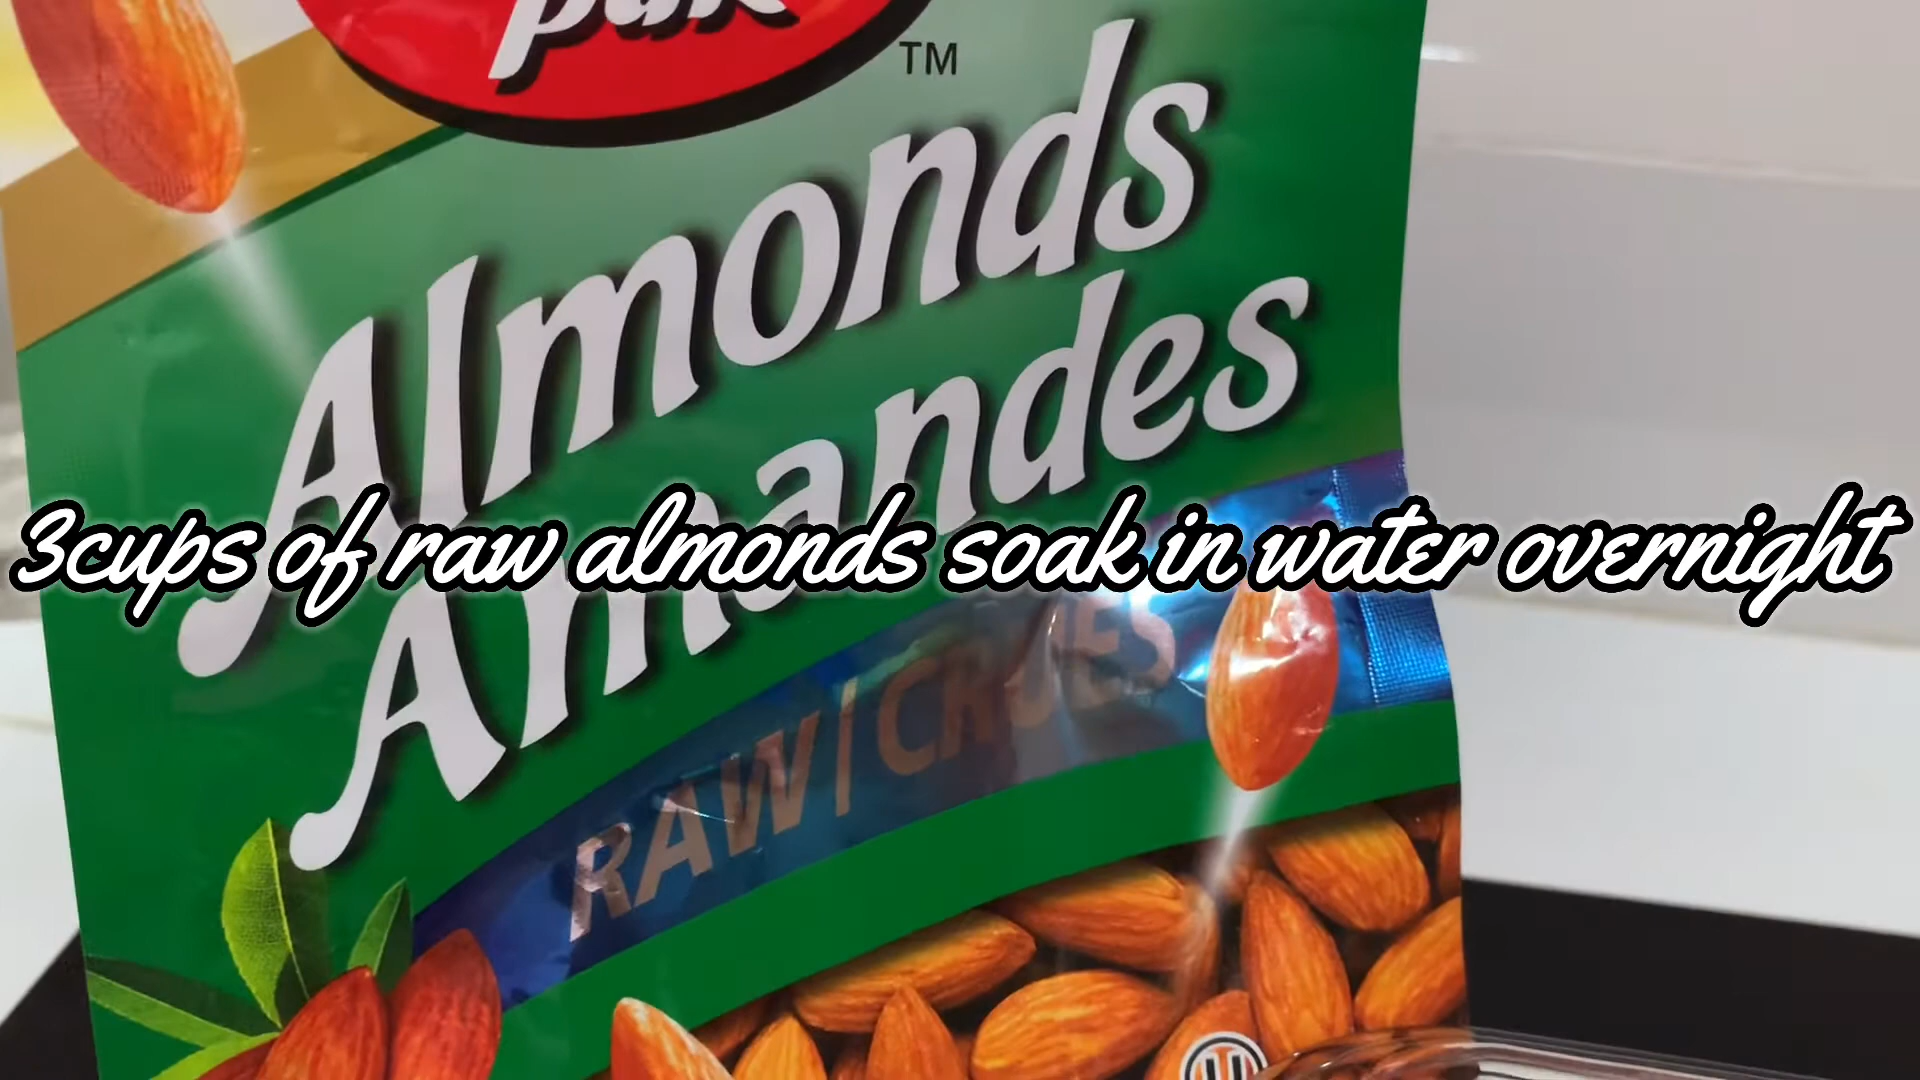 pak
TM
Almonds
Amandes
3cups of raw almonds soak in water overnight
RAW/CRUES
U